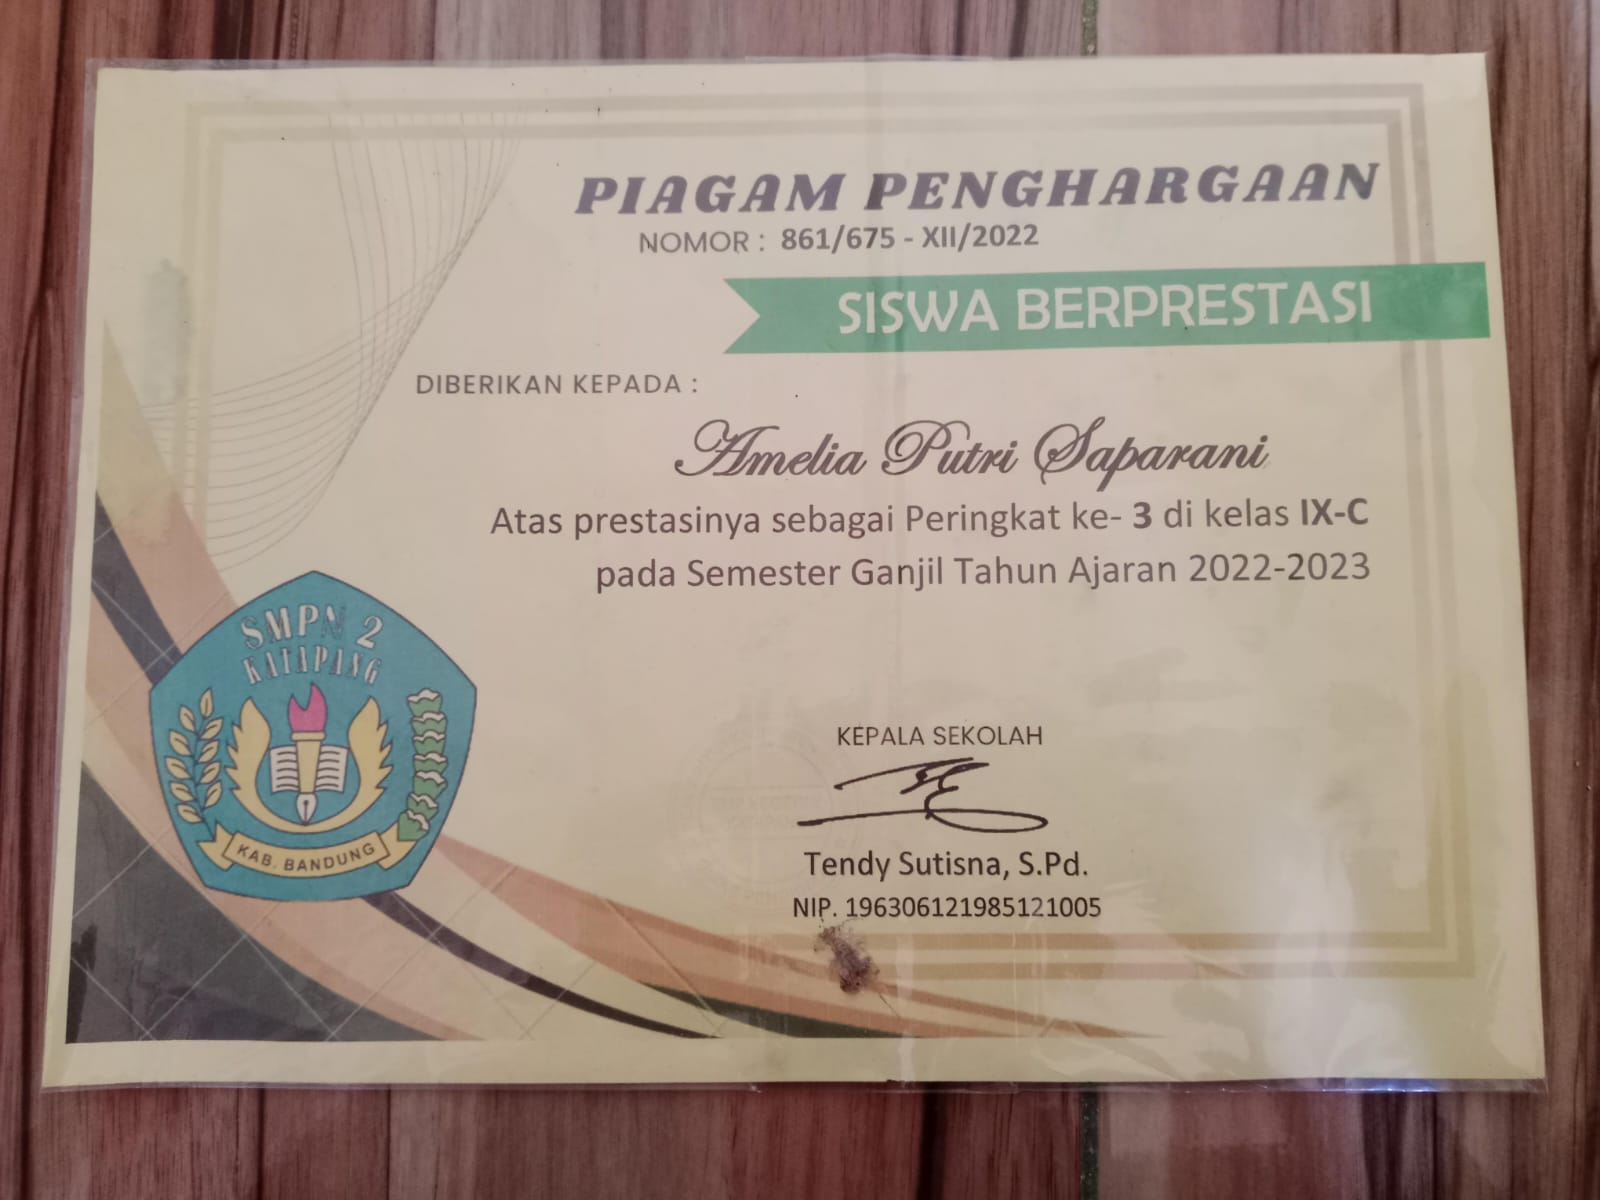 PIAGAM PENGHARGAAN
NOMOR : 861/675 - XII/2022
SISWA BERPRESTASI
DIBERIKAN KEPADA :
Amelia Putri Saparani
Atas prestasinya sebagai Peringkat ke- 3 di kelas IX-C
pada Semester Ganjil Tahun Ajaran 2022-2023
SMPN 2
KATAPANG
KAB. BANDUNG
KEPALA SEKOLAH
Tendy Sutisna, S.Pd.
NIP. 196306121985121005